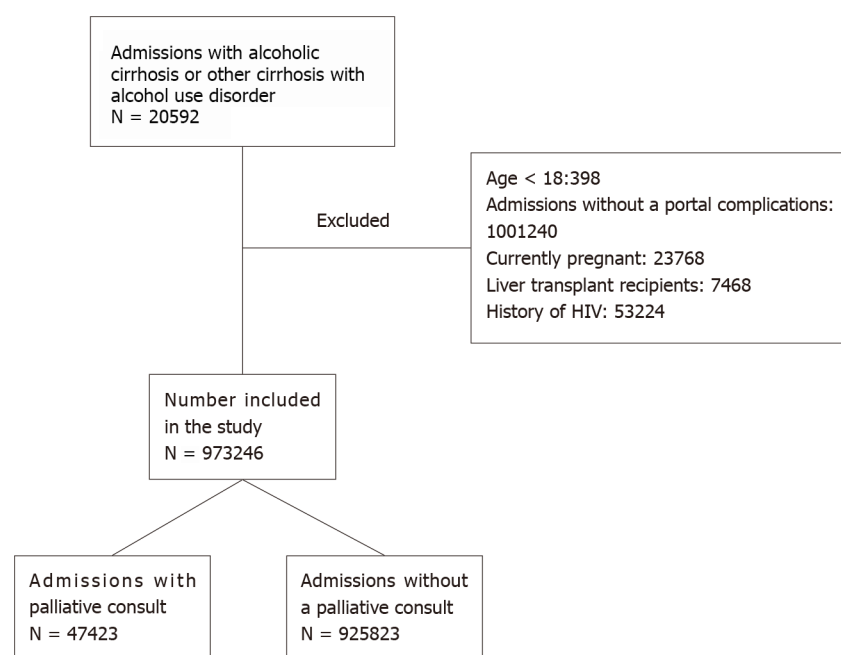 Admissions with alcoholic
cirrhosis or other cirrhosis with
alcohol use disorder
N = 20592
Excluded
Age < 18:398
Admissions without a portal complications:
1001240
Currently pregnant: 23768
Liver transplant recipients: 7468
History of HIV: 53224
Number included
in the study
N = 973246
Admissions with
palliative consult
N = 47423
Admissions without
a palliative consult
N = 925823